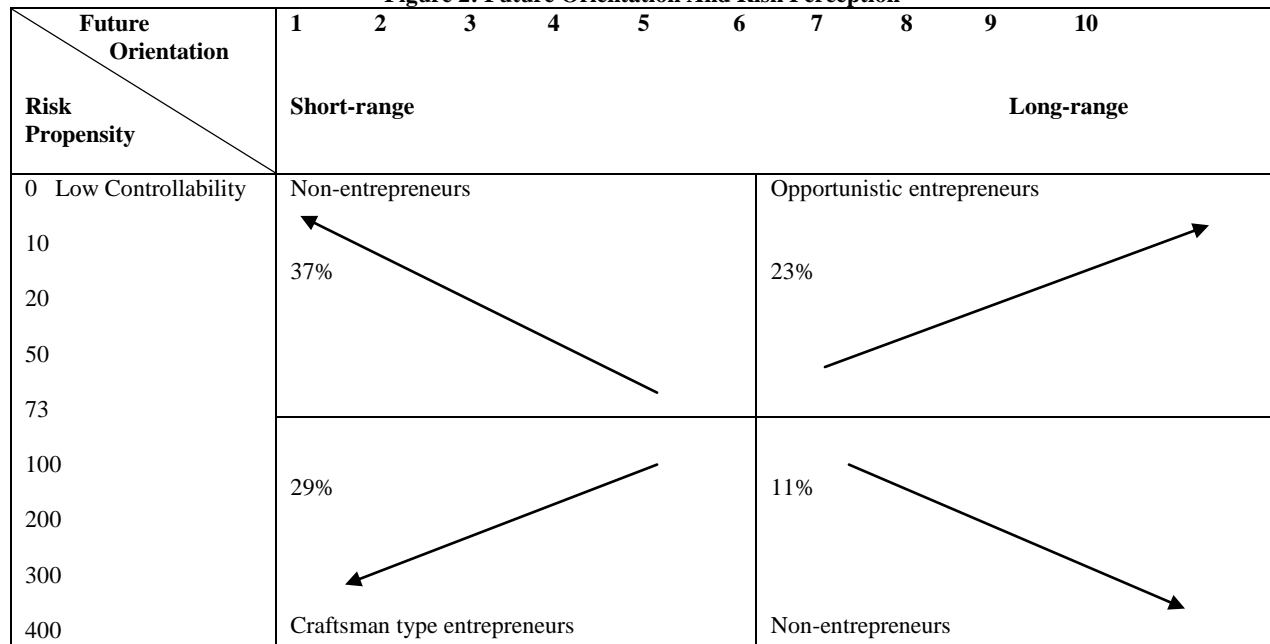 Figure 2: Future Orientation And Risk Perception
Future
Orientation
1 2 3 4 5 6 7 8 9 10
Risk
Propensity
Short-range Long-range
0 Low Controllability
Non-entrepreneurs
Opportunistic entrepreneurs
10
37%
23%
20
50
73
100
29%
11%
200
300
400
Craftsman type entrepreneurs
Non-entrepreneurs